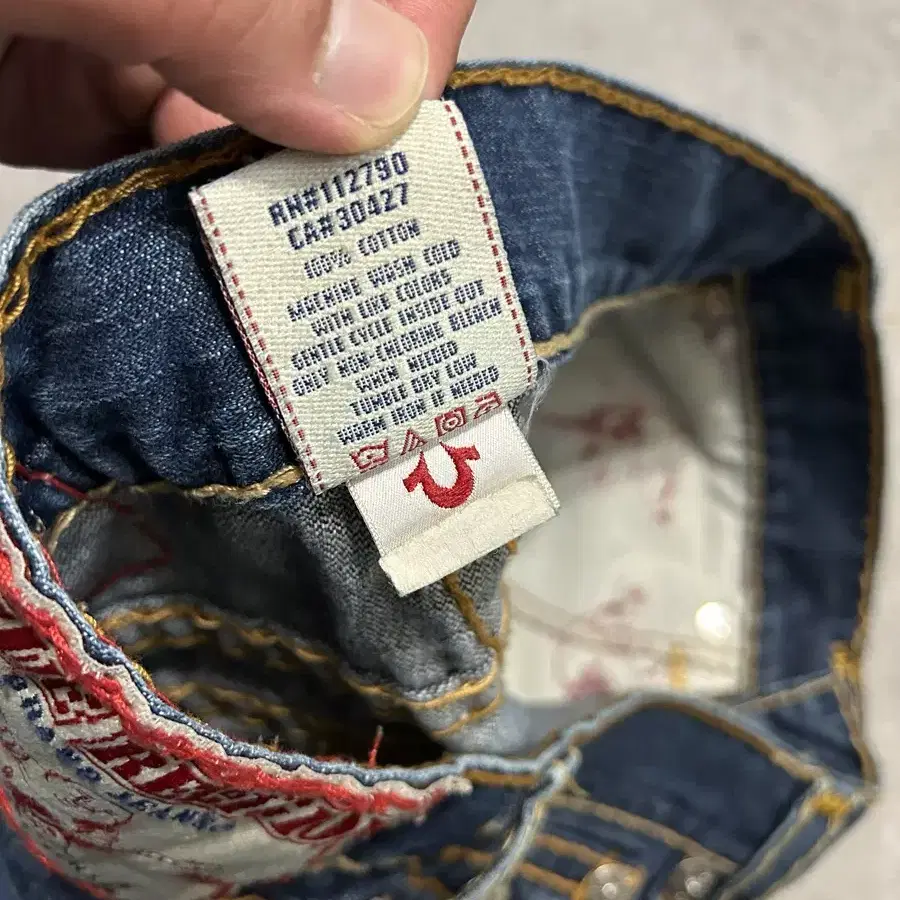 RN#112790
CA#30427
100% COTTON
MACHINE WASH COLD
WITH LIKE COLORS
GENTLE CYCLE INSIDE OUT
ONLY NON-CHLORINE BLEACH
WHEN NEEDED
TUMBLE DRY LOW
WARM IRON IF NEEDED